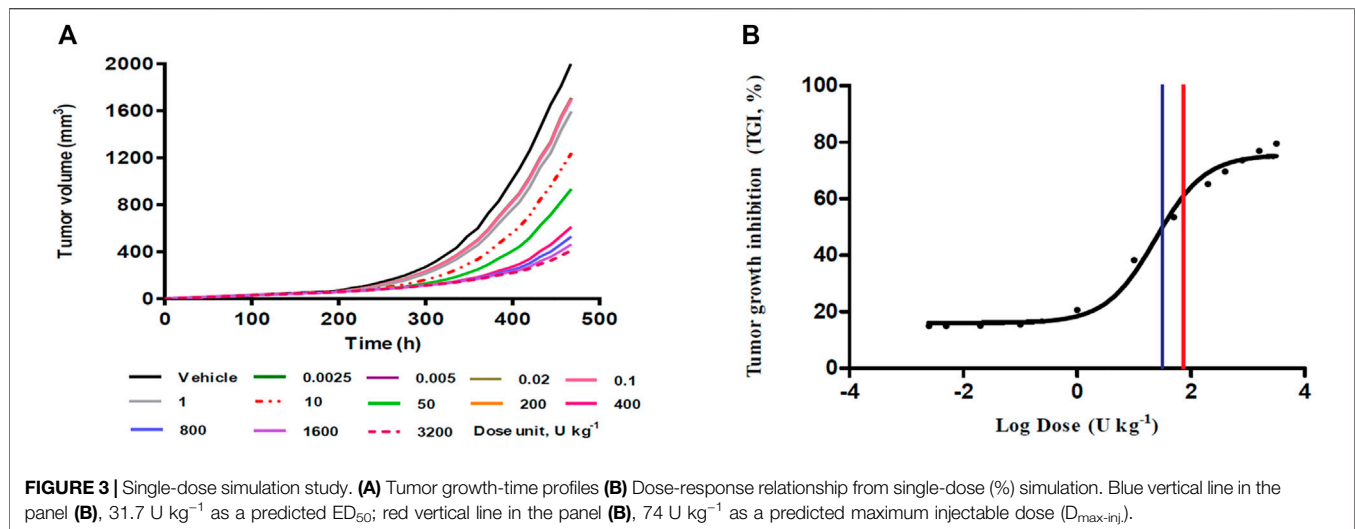 A
Tumor volume (mm³)
2000
1600
1200
800
400
0
0 100 200 300 400 500
Time (h)
Vehicle 0.0025 0.005 0.02 0.1
1 10 50 200 400
800 1600 3200 Dose unit, U kg⁻¹
B
Tumor growth inhibition (TGI, %)
100
80
60
40
20
0
-4 -2 0 2 4
Log Dose (U kg⁻¹)
FIGURE 3 | Single-dose simulation study. (A) Tumor growth-time profiles (B) Dose-response relationship from single-dose (%) simulation. Blue vertical line in the
panel (B), 31.7 U kg⁻¹ as a predicted ED₅₀; red vertical line in the panel (B), 74 U kg⁻¹ as a predicted maximum injectable dose (Dₘₐₓ₋ᵢₙⱼ.).